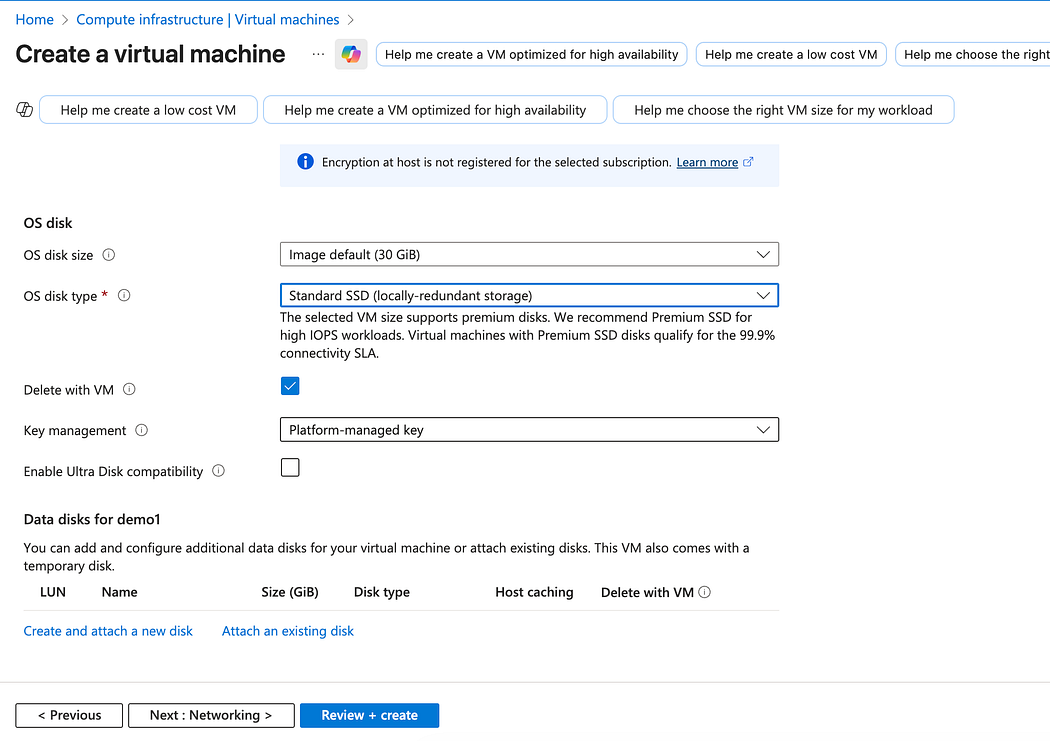 Home > Compute infrastructure | Virtual machines >
Create a virtual machine ... Help me create a VM optimized for high availability Help me create a low cost VM Help me choose the right
Help me create a low cost VM Help me create a VM optimized for high availability Help me choose the right VM size for my workload
Encryption at host is not registered for the selected subscription. Learn more
OS disk
OS disk size Image default (30 GiB)
OS disk type * Standard SSD (locally-redundant storage)
The selected VM size supports premium disks. We recommend Premium SSD for
high IOPS workloads. Virtual machines with Premium SSD disks qualify for the 99.9%
connectivity SLA.
Delete with VM
Key management Platform-managed key
Enable Ultra Disk compatibility
Data disks for demo1
You can add and configure additional data disks for your virtual machine or attach existing disks. This VM also comes with a
temporary disk.
LUN Name Size (GiB) Disk type Host caching Delete with VM
Create and attach a new disk Attach an existing disk
< Previous Next : Networking > Review + create